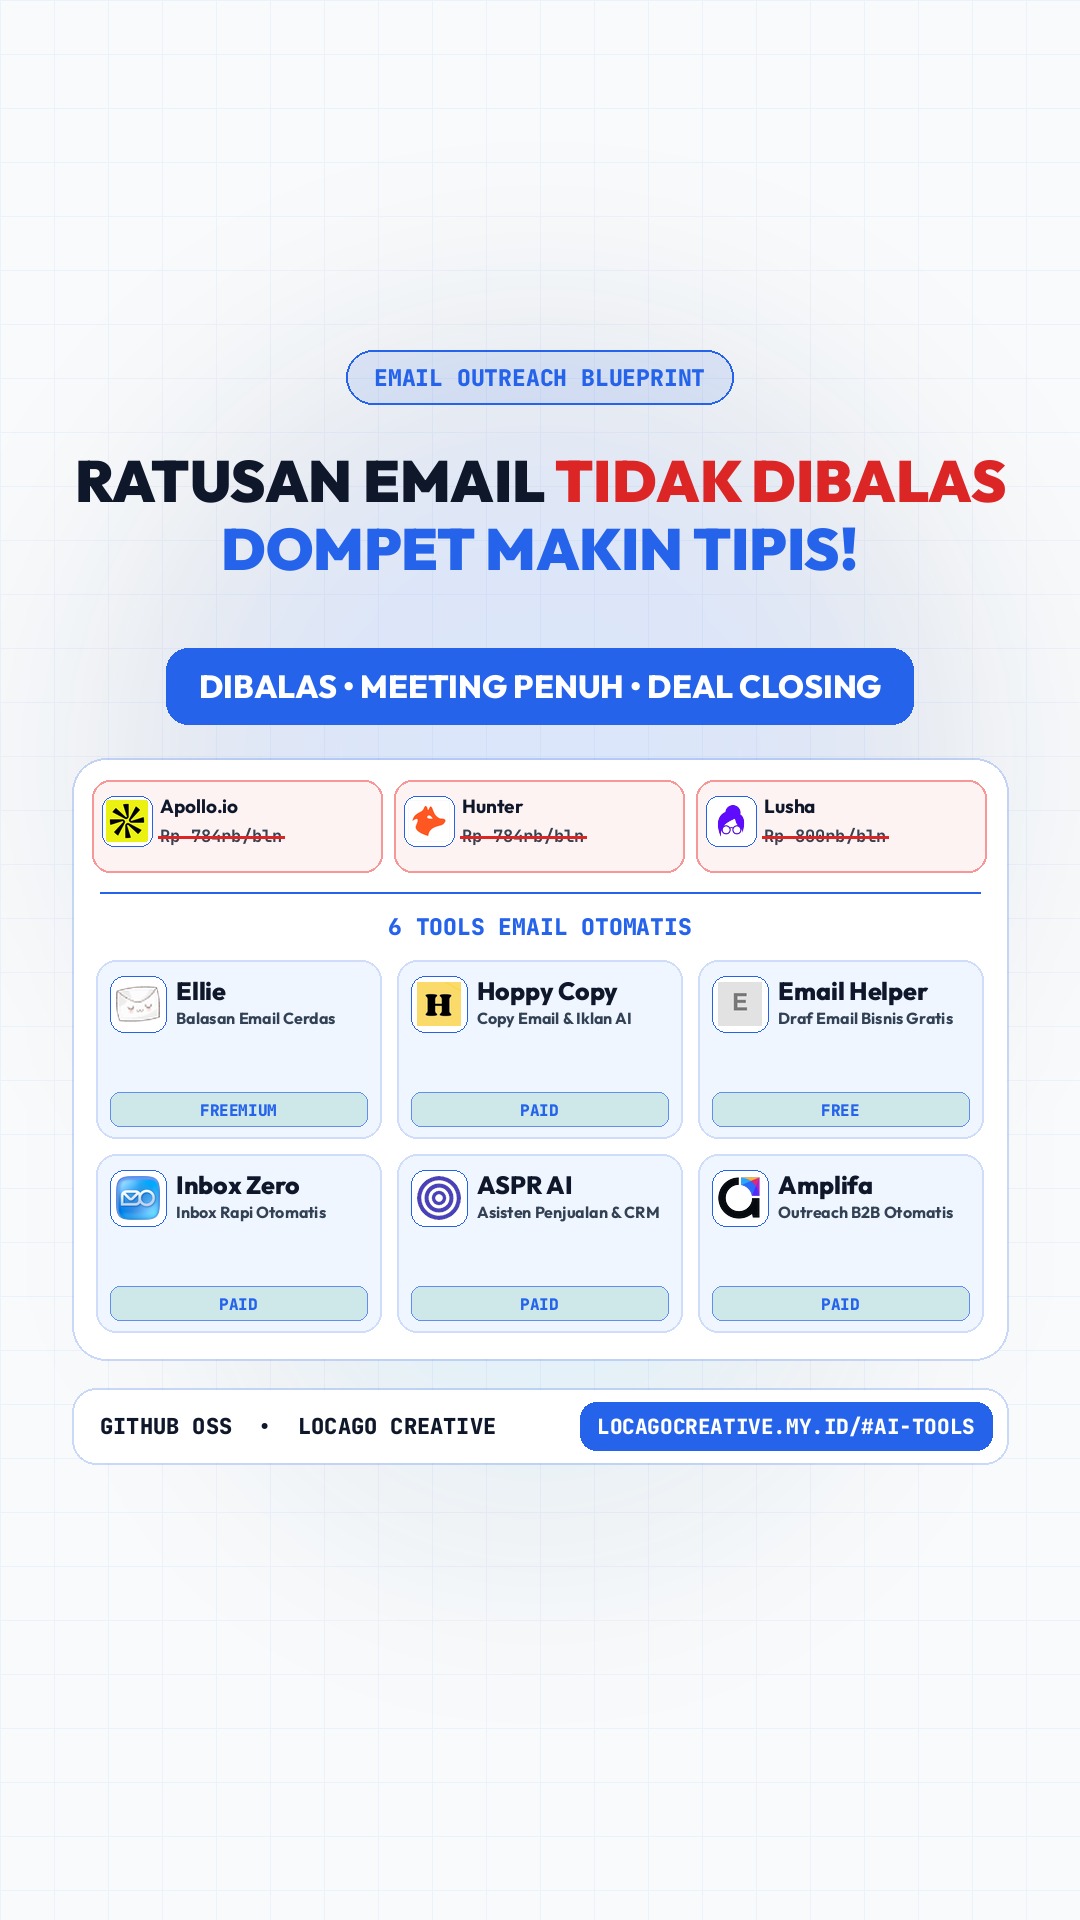 EMAIL OUTREACH BLUEPRINT
RATUSAN EMAIL TIDAK DIBALAS
DOMPET MAKIN TIPIS!
DIBALAS • MEETING PENUH • DEAL CLOSING
Apollo.io
Rp 784rb/bln
Hunter
Rp 784rb/bln
Lusha
Rp 800rb/bln
6 TOOLS EMAIL OTOMATIS
Ellie
Balasan Email Cerdas
FREEMIUM
H
Hoppy Copy
Copy Email & Iklan AI
PAID
E
Email Helper
Draf Email Bisnis Gratis
FREE
Inbox Zero
Inbox Rapi Otomatis
PAID
ASPR AI
Asisten Penjualan & CRM
PAID
Amplifa
Outreach B2B Otomatis
PAID
GITHUB OSS • LOCAGO CREATIVE
LOCAGOCREATIVE.MY.ID/#AI-TOOLS